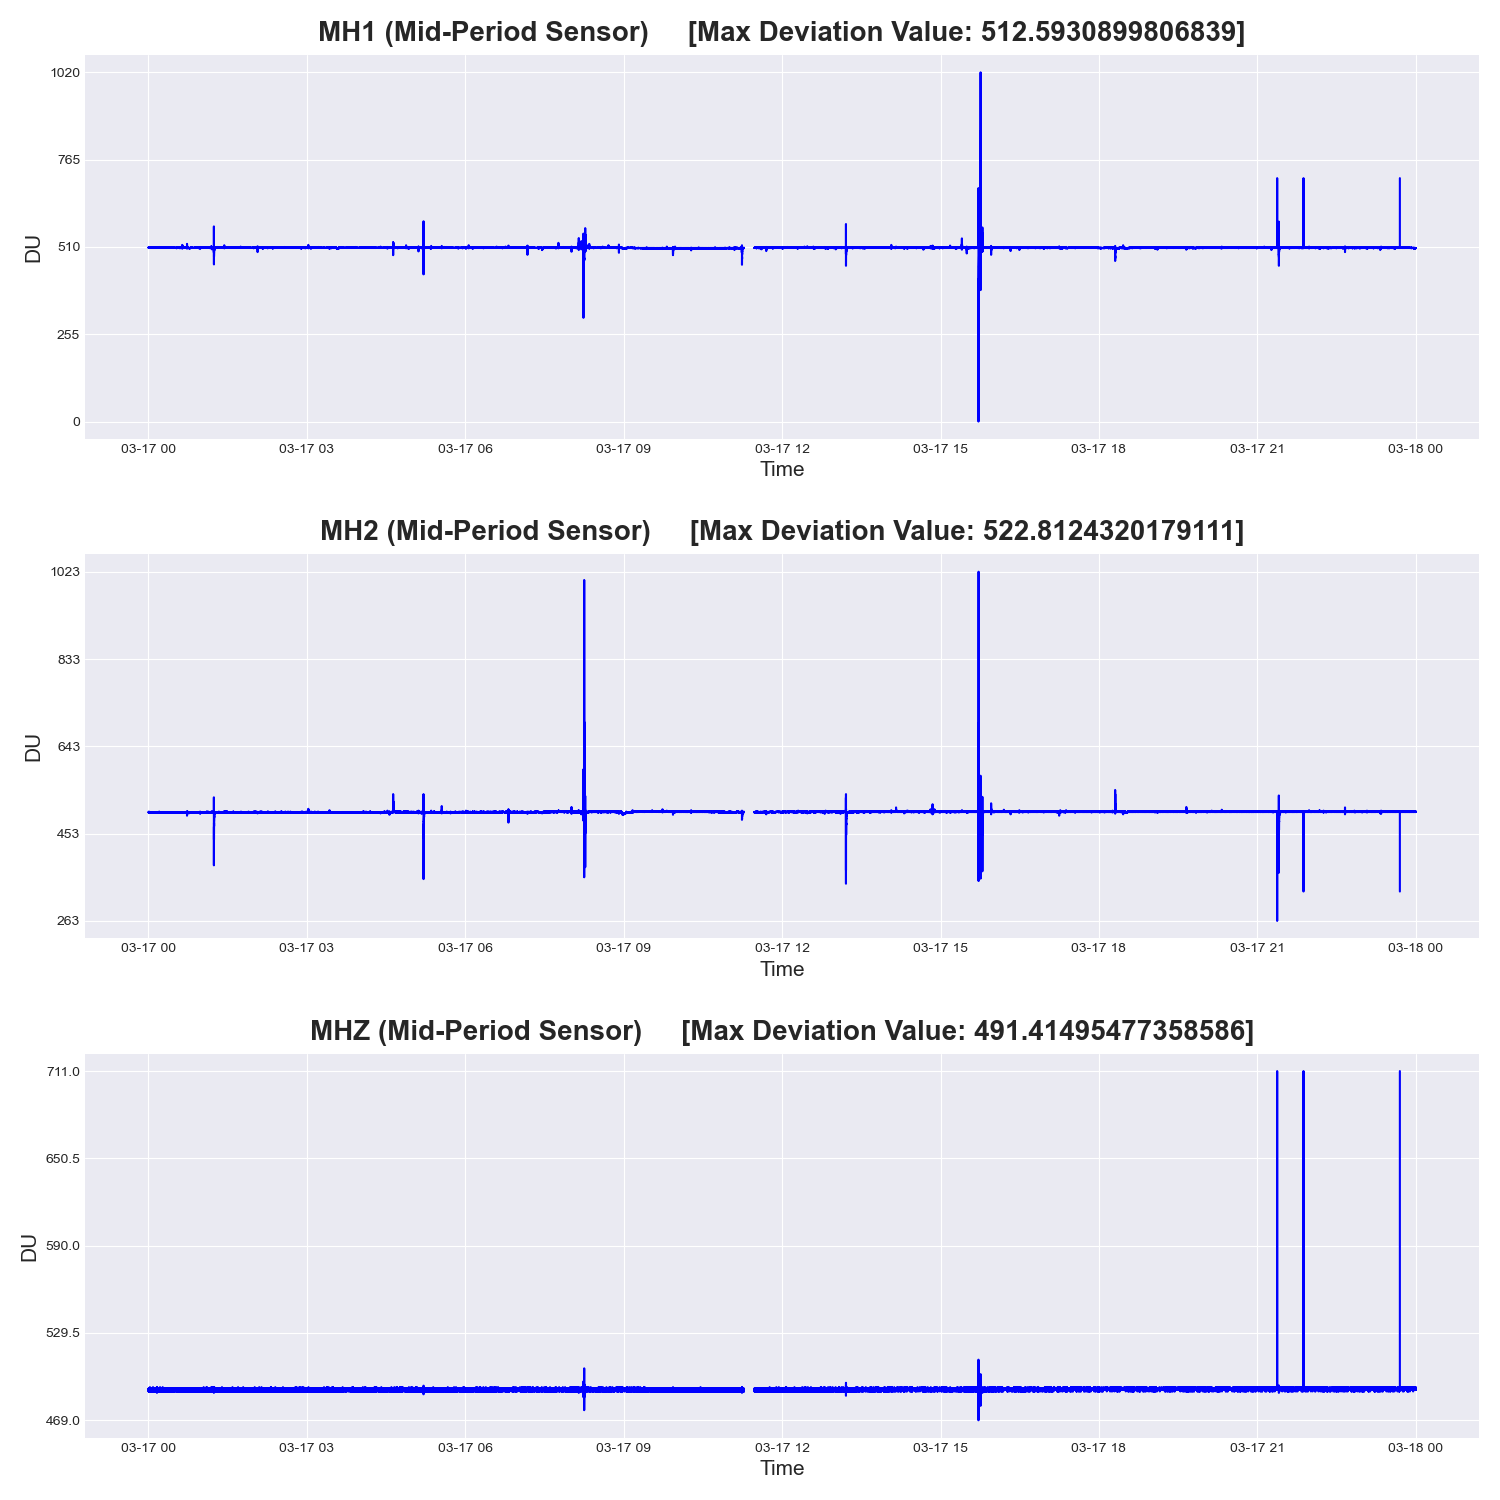 MH1 (Mid-Period Sensor) [Max Deviation Value: 512.5930899806839]
1020
765
510
255
0
DU
03-17 00 03-17 03 03-17 06 03-17 09 03-17 12 03-17 15 03-17 18 03-17 21 03-18 00
Time
MH2 (Mid-Period Sensor) [Max Deviation Value: 522.8124320179111]
1023
833
643
453
263
DU
03-17 00 03-17 03 03-17 06 03-17 09 03-17 12 03-17 15 03-17 18 03-17 21 03-18 00
Time
MHZ (Mid-Period Sensor) [Max Deviation Value: 491.41495477358586]
711.0
650.5
590.0
529.5
469.0
DU
03-17 00 03-17 03 03-17 06 03-17 09 03-17 12 03-17 15 03-17 18 03-17 21 03-18 00
Time